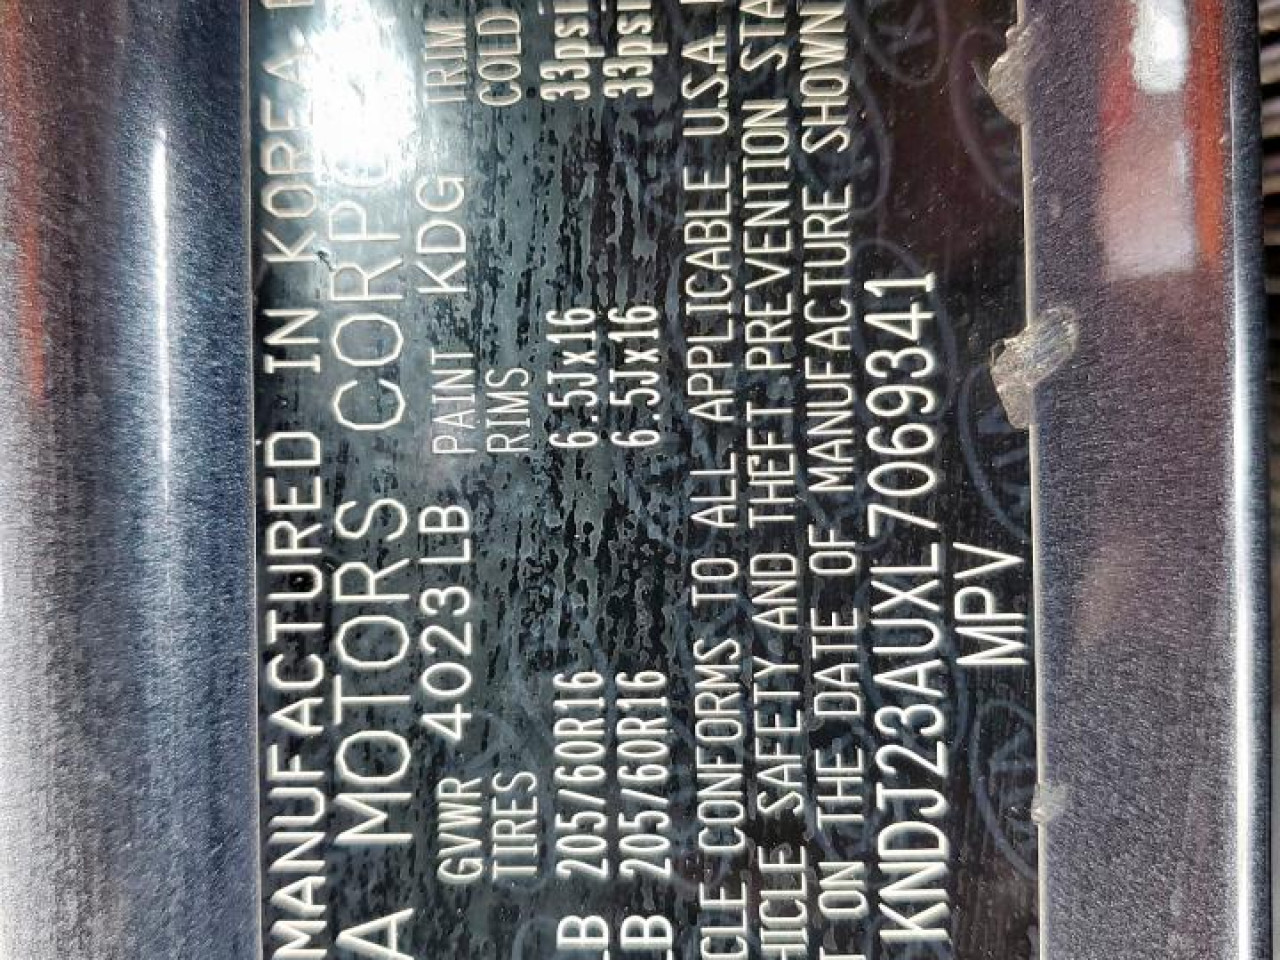 MANUFACTURED IN KOREA
A MOTORS CORP
GVWR 4023LB PAINT KDG TRIM
TIRES RIMS COLD
LB 205/60R16 6.5Jx16 33psi
LB 205/60R16 6.5Jx16 33psi
CLE CONFORMS TO ALL APPLICABLE U.S.A.
HICLE SAFETY AND THEFT PREVENTION STA
T ON THE DATE OF MANUFACTURE SHOWN
KNDJ23AUXL7069341
MPV